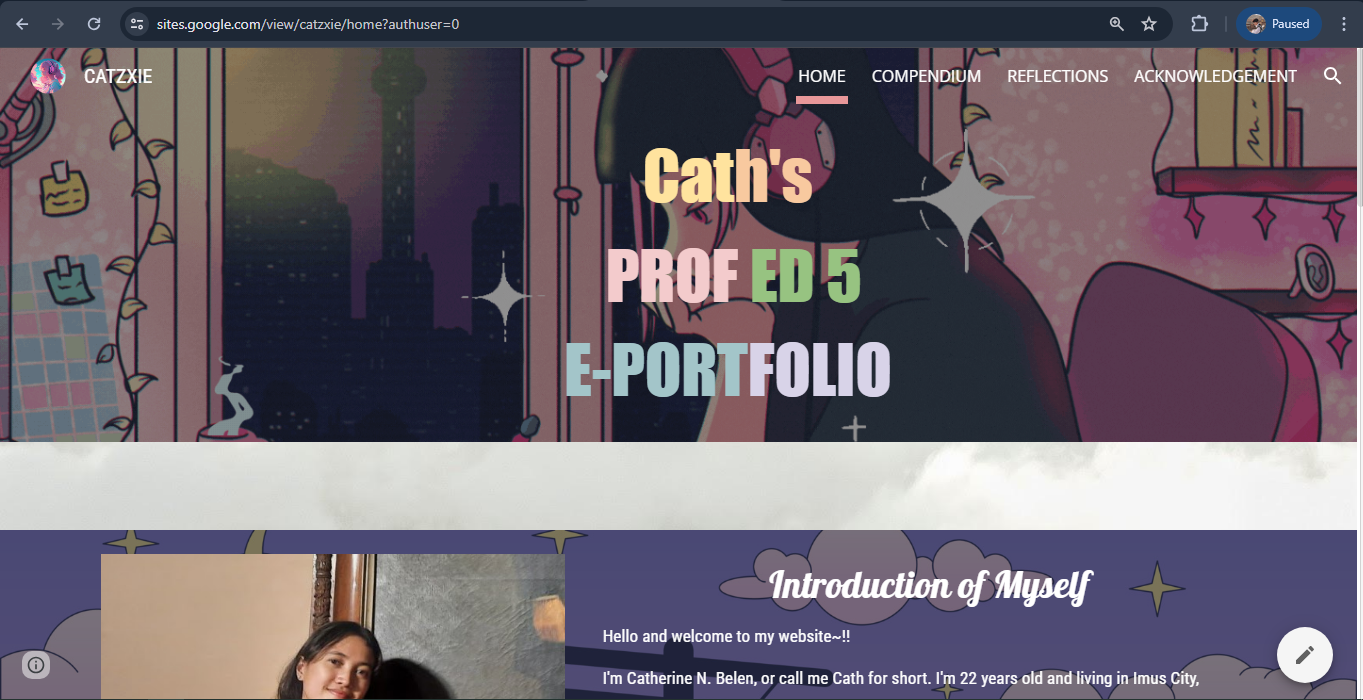 sites.google.com/view/catzxie/home?authuser=0
Paused
CATZXIE
HOME
COMPENDIUM
REFLECTIONS
ACKNOWLEDGEMENT
Cath's
PROF ED 5
E-PORTFOLIO
Introduction of Myself
Hello and welcome to my website~!!
I'm Catherine N. Belen, or call me Cath for short. I'm 22 years old and living in Imus City,